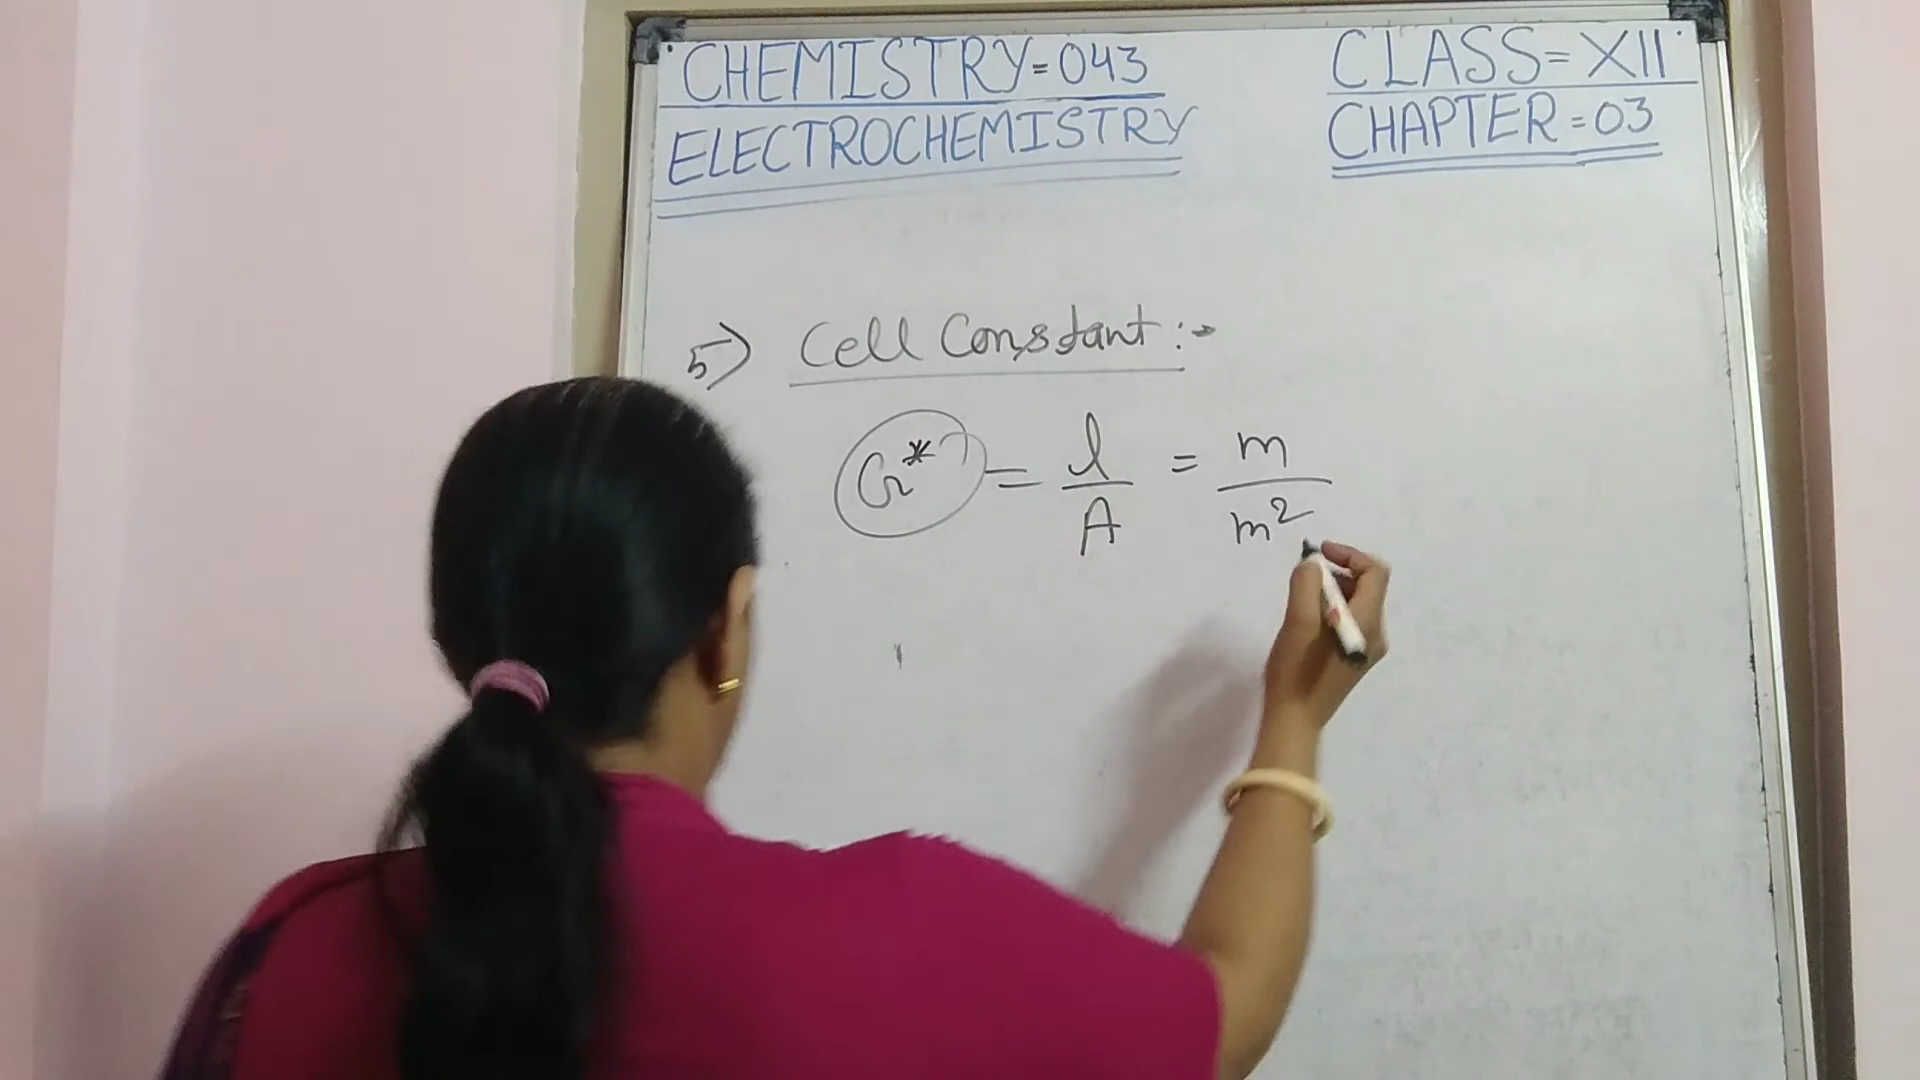 CHEMISTRY=043 CLASS=XII
ELECTROCHEMISTRY CHAPTER=03
5) Cell Constant:-
G* = l/A = m/m²